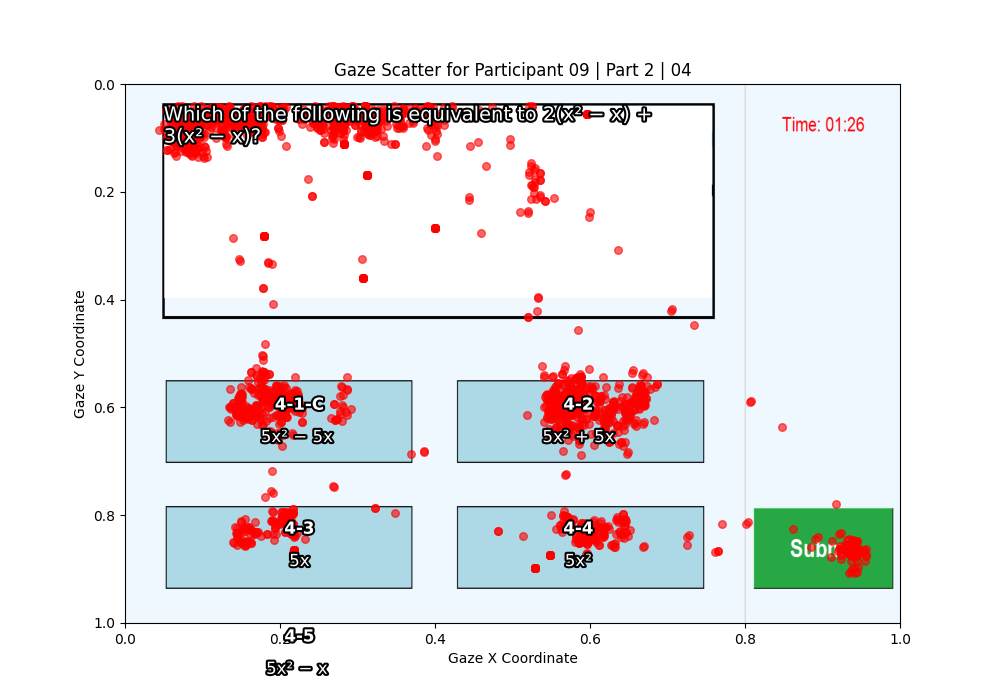 Gaze Scatter for Participant 09 | Part 2 | 04
0.0
0.2
0.4
0.6
0.8
1.0
Gaze Y Coordinate
Which of the following is equivalent to 2(x² − x) +
3(x² − x)?
Time: 01:26
4-1-C
5x² − 5x
4-2
5x² + 5x
4-3
5x
4-4
5x²
4-5
5x² − x
0.0
0.2
0.4
0.6
0.8
1.0
Gaze X Coordinate